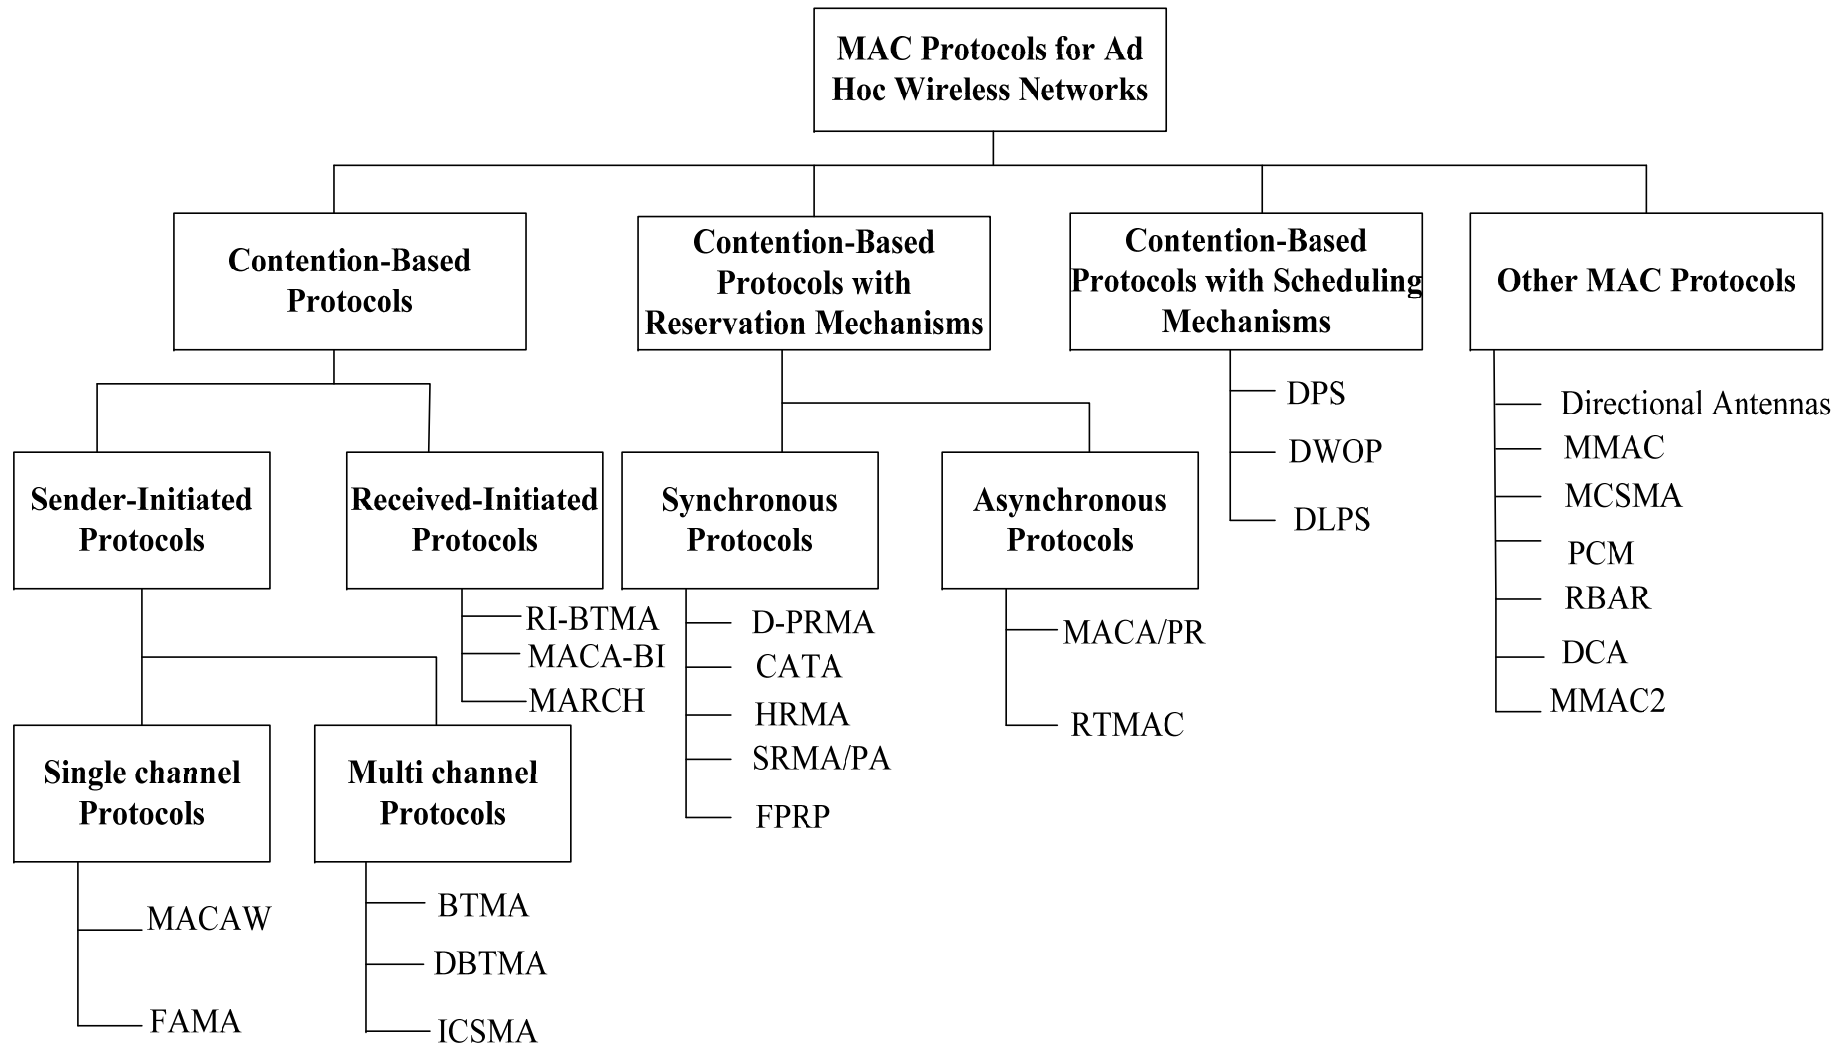 MAC Protocols for Ad
Hoc Wireless Networks
Contention-Based
Protocols
Contention-Based
Protocols with
Reservation Mechanisms
Contention-Based
Protocols with Scheduling
Mechanisms
Other MAC Protocols
Sender-Initiated
Protocols
Received-Initiated
Protocols
Synchronous
Protocols
Asynchronous
Protocols
DPS
DWOP
DLPS
Directional Antennas
MMAC
MCSMA
PCM
RBAR
DCA
MMAC2
RI-BTMA
MACA-BI
MARCH
D-PRMA
CATA
HRMA
SRMA/PA
FPRP
MACA/PR
RTMAC
Single channel
Protocols
Multi channel
Protocols
MACAW
FAMA
BTMA
DBTMA
ICSMA